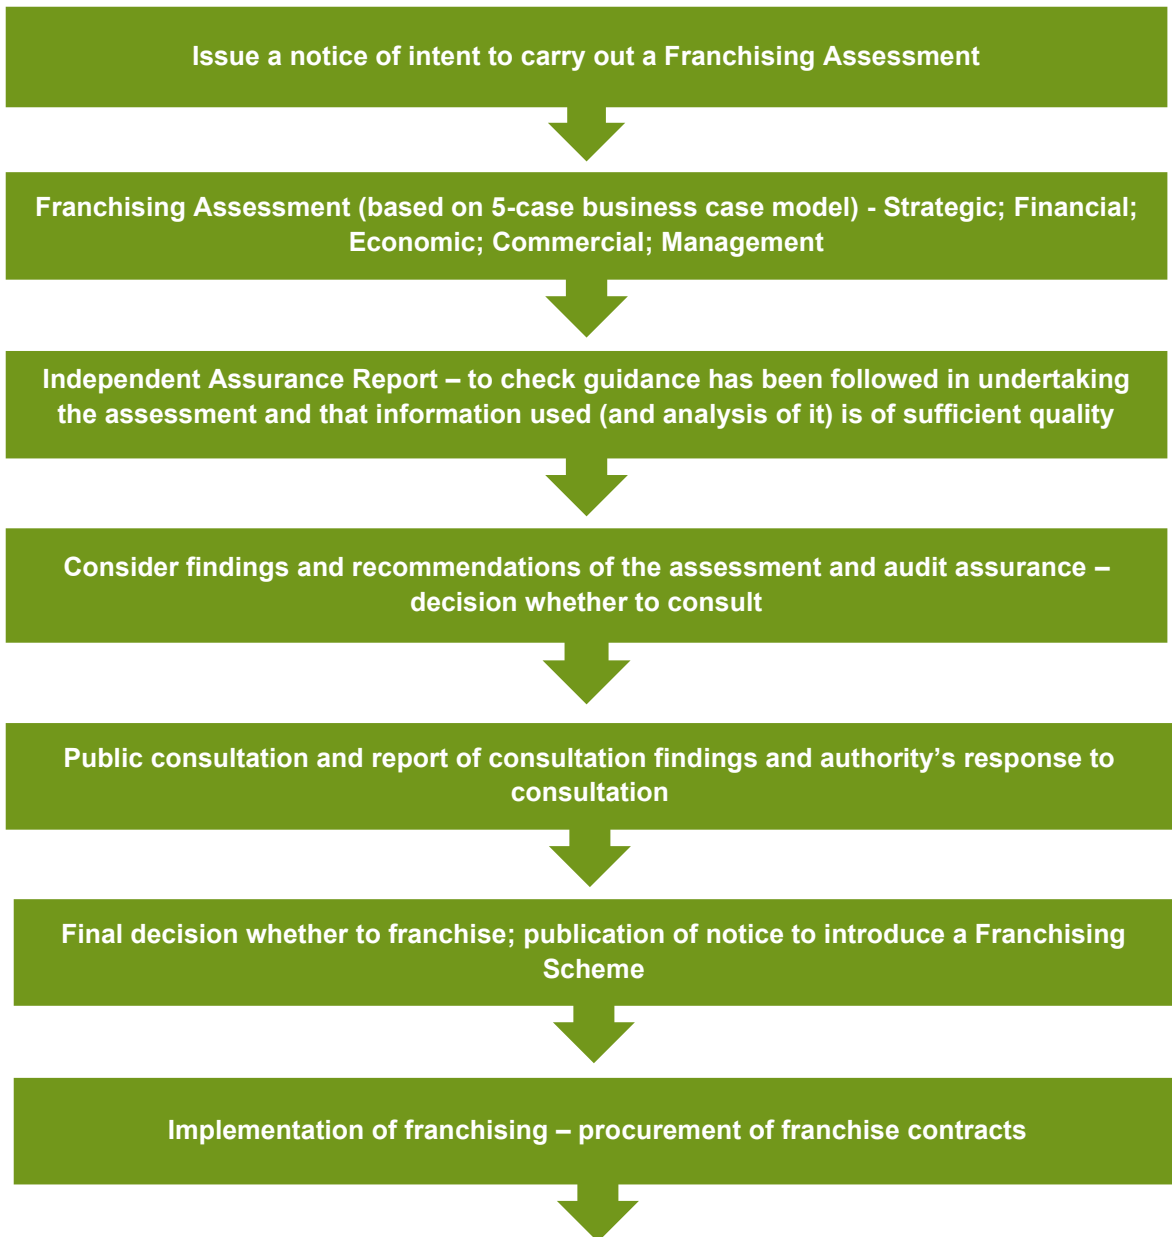 Issue a notice of intent to carry out a Franchising Assessment
Franchising Assessment (based on 5-case business case model) - Strategic; Financial;
Economic; Commercial; Management
Independent Assurance Report – to check guidance has been followed in undertaking
the assessment and that information used (and analysis of it) is of sufficient quality
Consider findings and recommendations of the assessment and audit assurance –
decision whether to consult
Public consultation and report of consultation findings and authority’s response to
consultation
Final decision whether to franchise; publication of notice to introduce a Franchising
Scheme
Implementation of franchising – procurement of franchise contracts